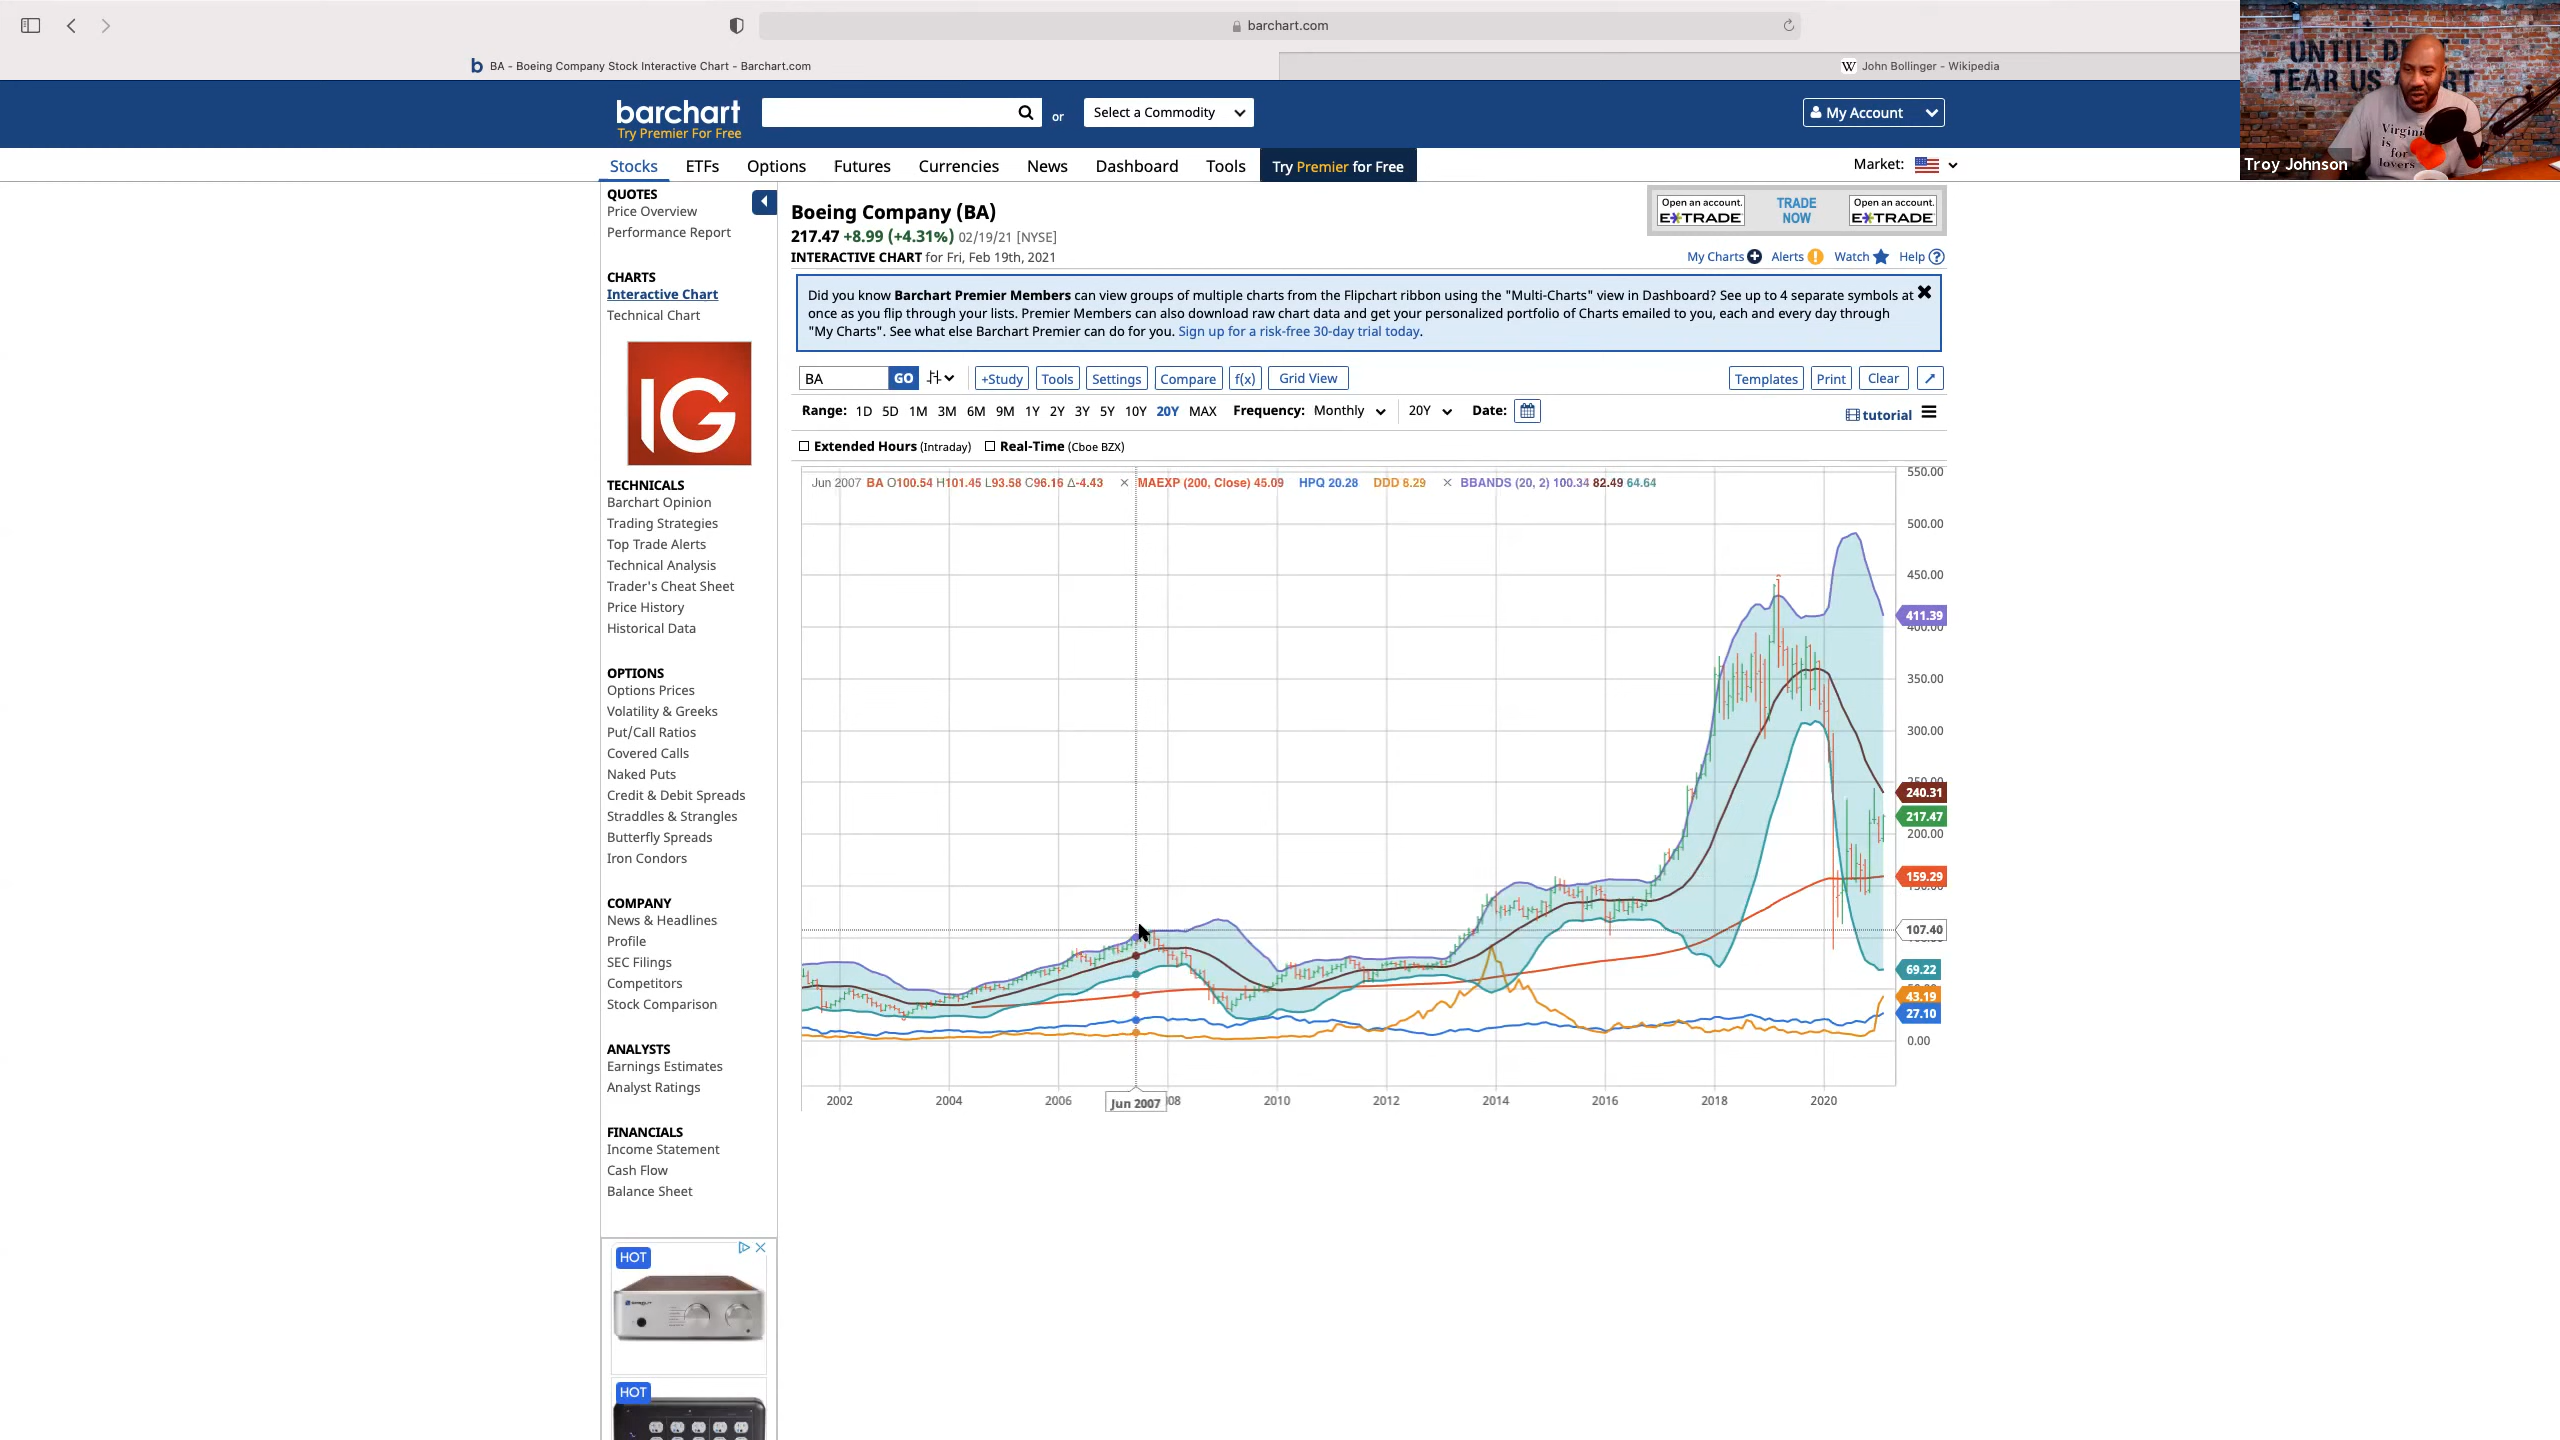 barchart.com
BA - Boeing Company Stock Interactive Chart - Barchart.com
John Bollinger - Wikipedia
barchart
Try Premier For Free
or
Select a Commodity
My Account
Virginia
is
for
lovers
Troy Johnson
Stocks ETFs Options Futures Currencies News Dashboard Tools Try Premier for Free
Market:
QUOTES
Price Overview
Performance Report
CHARTS
Interactive Chart
Technical Chart
IG
TECHNICALS
Barchart Opinion
Trading Strategies
Top Trade Alerts
Technical Analysis
Trader's Cheat Sheet
Price History
Historical Data
OPTIONS
Options Prices
Volatility & Greeks
Put/Call Ratios
Covered Calls
Naked Puts
Credit & Debit Spreads
Straddles & Strangles
Butterfly Spreads
Iron Condors
COMPANY
News & Headlines
Profile
SEC Filings
Competitors
Stock Comparison
ANALYSTS
Earnings Estimates
Analyst Ratings
FINANCIALS
Income Statement
Cash Flow
Balance Sheet
HOT
HOT
Boeing Company (BA)
217.47 +8.99 (+4.31%) 02/19/21 [NYSE]
INTERACTIVE CHART for Fri, Feb 19th, 2021
Open an account. E*TRADE
TRADE NOW
Open an account. E*TRADE
My Charts Alerts Watch Help
Did you know Barchart Premier Members can view groups of multiple charts from the Flipchart ribbon using the "Multi-Charts" view in Dashboard? See up to 4 separate symbols at
once as you flip through your lists. Premier Members can also download raw chart data and get your personalized portfolio of Charts emailed to you, each and every day through
"My Charts". See what else Barchart Premier can do for you. Sign up for a risk-free 30-day trial today.
BA GO +Study Tools Settings Compare f(x) Grid View Templates Print Clear
Range: 1D 5D 1M 3M 6M 9M 1Y 2Y 3Y 5Y 10Y 20Y MAX Frequency: Monthly 20Y Date: tutorial
Extended Hours (Intraday) Real-Time (Cboe BZX)
Jun 2007 BA O100.54 H101.45 L93.58 C96.16 Δ-4.43 × MAEXP (200, Close) 45.09 HPQ 20.28 DDD 8.29 × BBANDS (20, 2) 100.34 82.49 64.64
550.00
500.00
450.00
411.39
400.00
350.00
300.00
250.00
240.31
217.47
200.00
159.29
107.40
69.22
43.19
27.10
0.00
2002 2004 2006 Jun 2007 08 2010 2012 2014 2016 2018 2020